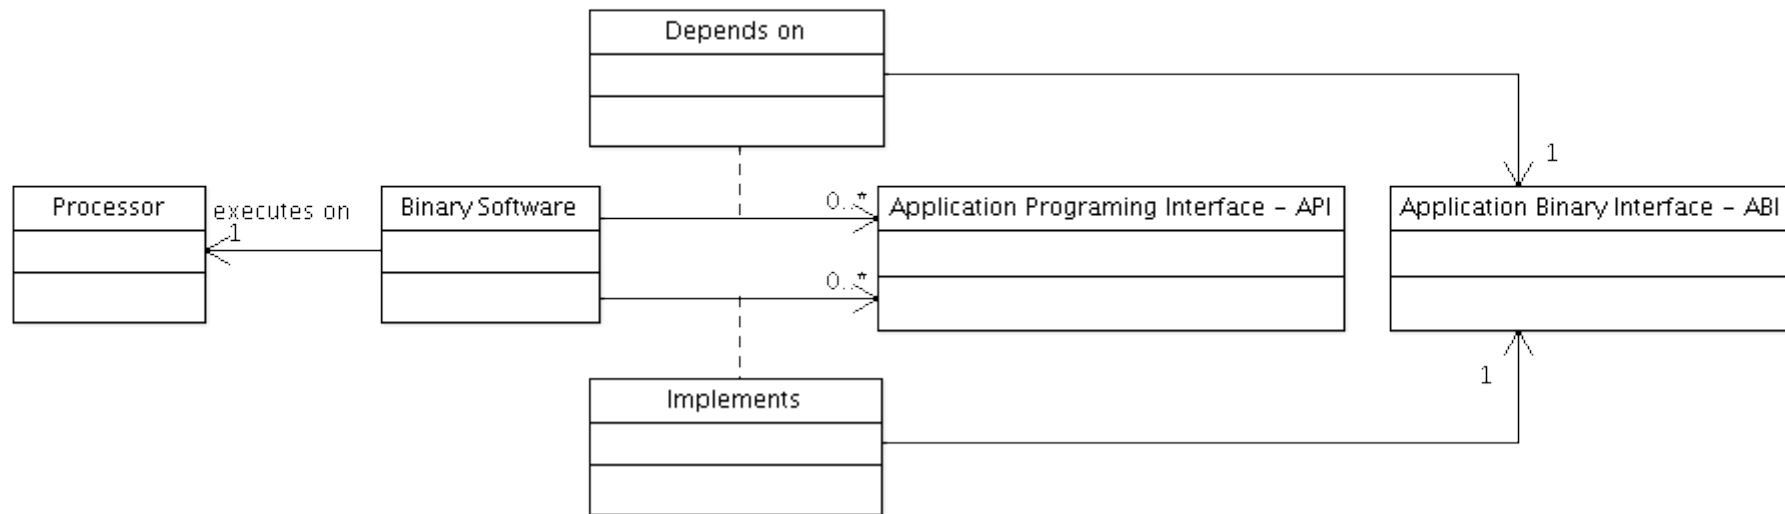 Depends on
1
Processor
executes on
1
Binary Software
0..*
Application Programing Interface – API
Application Binary Interface – ABI
0..*
1
Implements